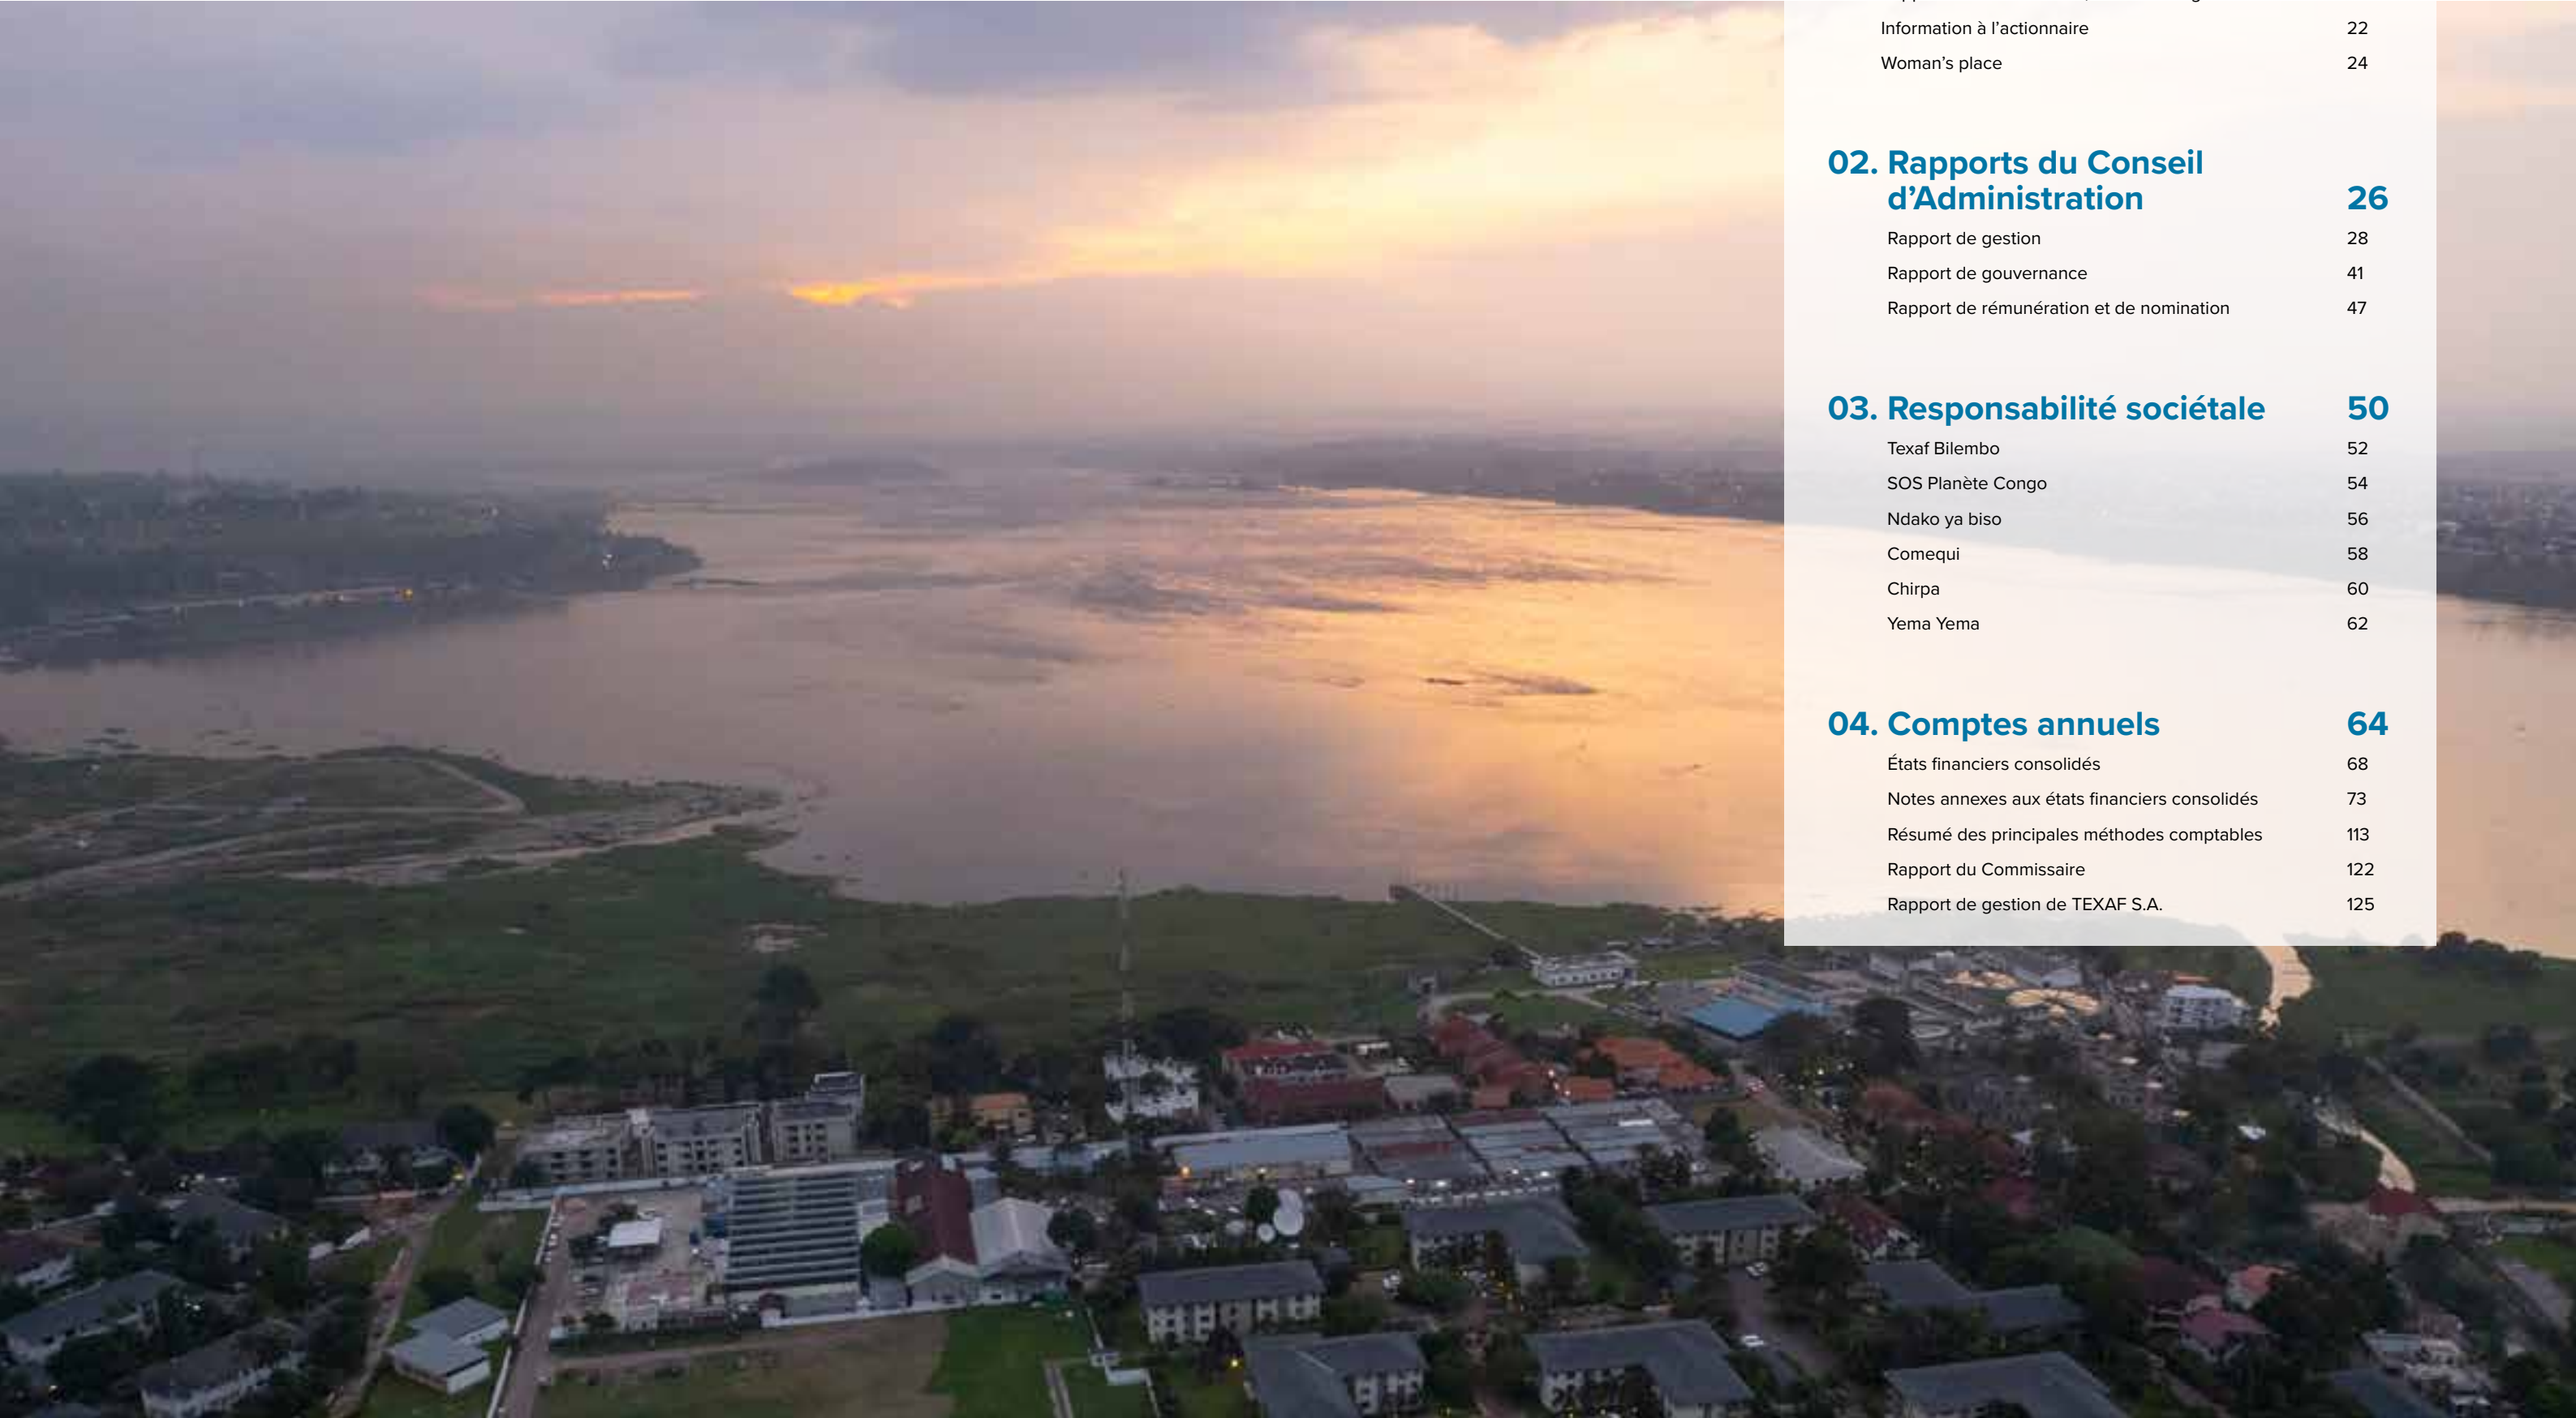 Information à l’actionnaire 22
Woman’s place 24
02. Rapports du Conseil
d’Administration 26
Rapport de gestion 28
Rapport de gouvernance 41
Rapport de rémunération et de nomination 47
03. Responsabilité sociétale 50
Texaf Bilembo 52
SOS Planète Congo 54
Ndako ya biso 56
Comequi 58
Chirpa 60
Yema Yema 62
04. Comptes annuels 64
États financiers consolidés 68
Notes annexes aux états financiers consolidés 73
Résumé des principales méthodes comptables 113
Rapport du Commissaire 122
Rapport de gestion de TEXAF S.A. 125